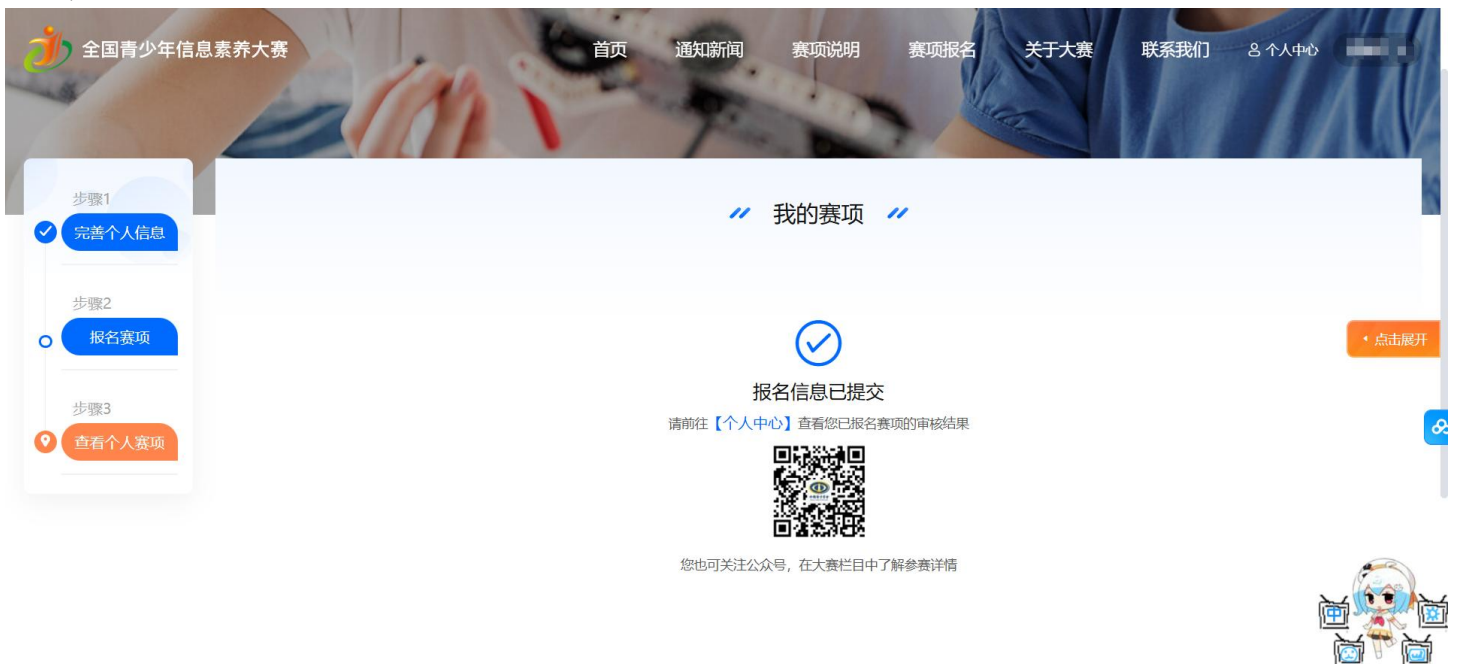 全国青少年信息素养大赛
首页 通知新闻 赛项说明 赛项报名 关于大赛 联系我们 个人中心
步骤1
完善个人信息
步骤2
报名赛项
步骤3
查看个人赛项
我的赛项
报名信息已提交
请前往【个人中心】查看您已报名赛项的审核结果
您也可关注公众号，在大赛栏目中了解参赛详情
点击展开
中